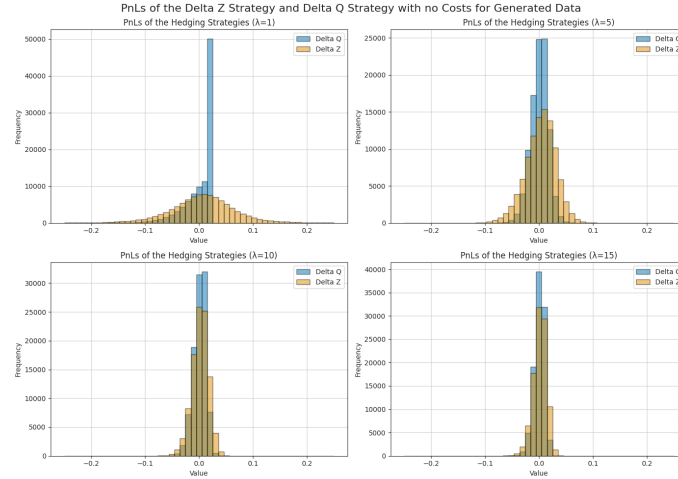 PnLs of the Delta Z Strategy and Delta Q Strategy with no Costs for Generated Data
PnLs of the Hedging Strategies (λ=1)
Frequency
50000
40000
30000
20000
10000
0
Delta Q
Delta Z
−0.2 −0.1 0.0 0.1 0.2
Value
PnLs of the Hedging Strategies (λ=5)
Frequency
25000
20000
15000
10000
5000
0
Delta Q
Delta Z
−0.2 −0.1 0.0 0.1 0.2
Value
PnLs of the Hedging Strategies (λ=10)
Frequency
30000
25000
20000
15000
10000
5000
0
Delta Q
Delta Z
−0.2 −0.1 0.0 0.1 0.2
Value
PnLs of the Hedging Strategies (λ=15)
Frequency
40000
35000
30000
25000
20000
15000
10000
5000
0
Delta Q
Delta Z
−0.2 −0.1 0.0 0.1 0.2
Value